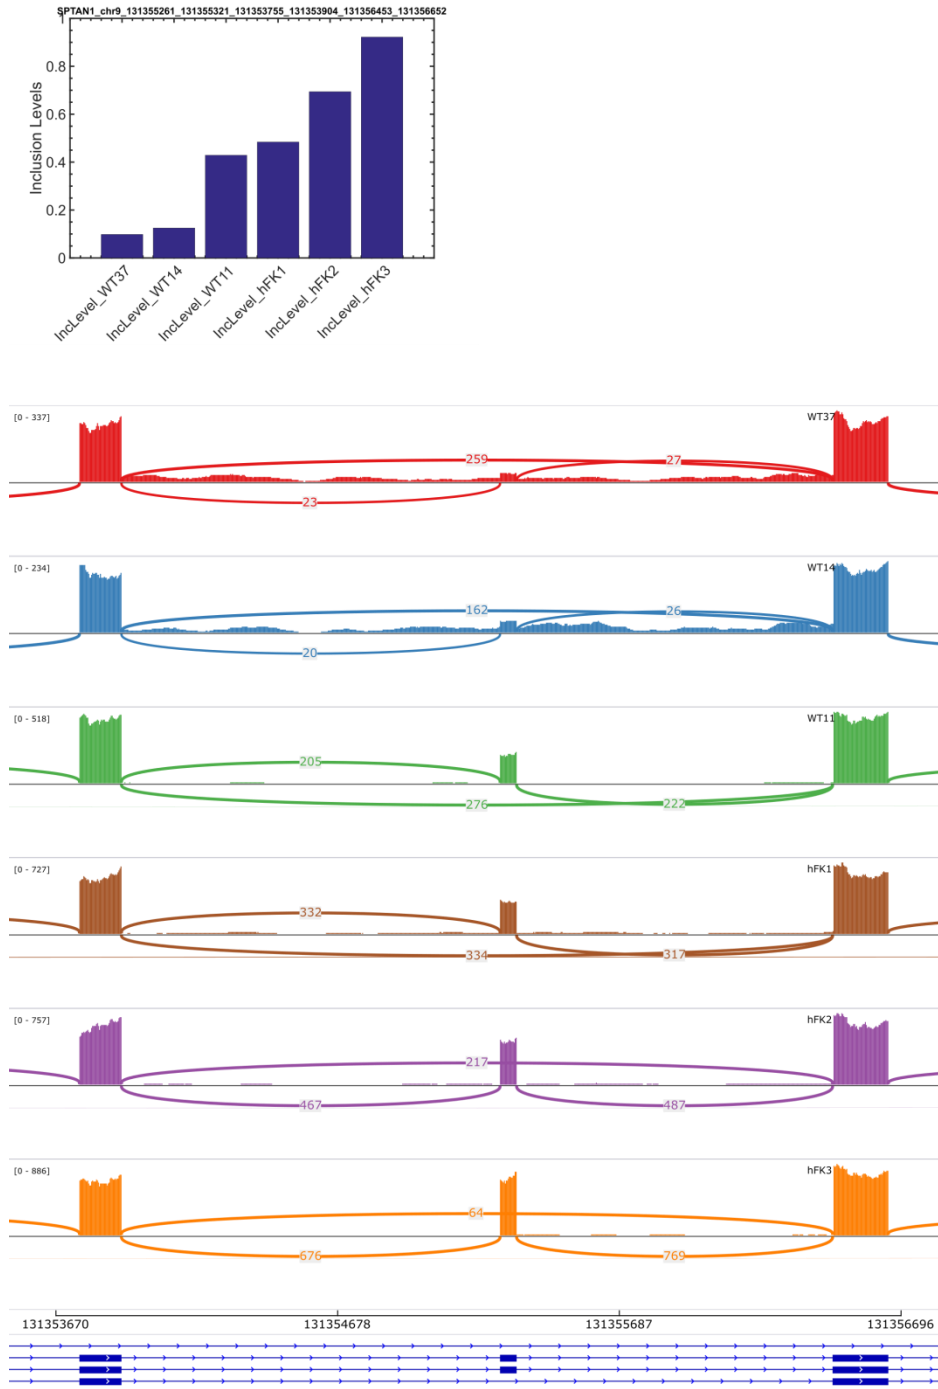 SPTAN1_chr9_131355261_131355321_131353755_131353904_131356453_131356652
1
0.8
0.6
0.4
0.2
0
Inclusion Levels
IncLevel_WT37
IncLevel_WT14
IncLevel_WT11
IncLevel_hFK1
IncLevel_hFK2
IncLevel_hFK3
[0 - 337]
WT37
259
27
23
[0 - 234]
WT14
162
26
20
[0 - 518]
WT11
205
276
222
[0 - 727]
hFK1
332
334
317
[0 - 757]
hFK2
217
467
487
[0 - 886]
hFK3
64
676
769
131353670 131354678 131355687 131356696